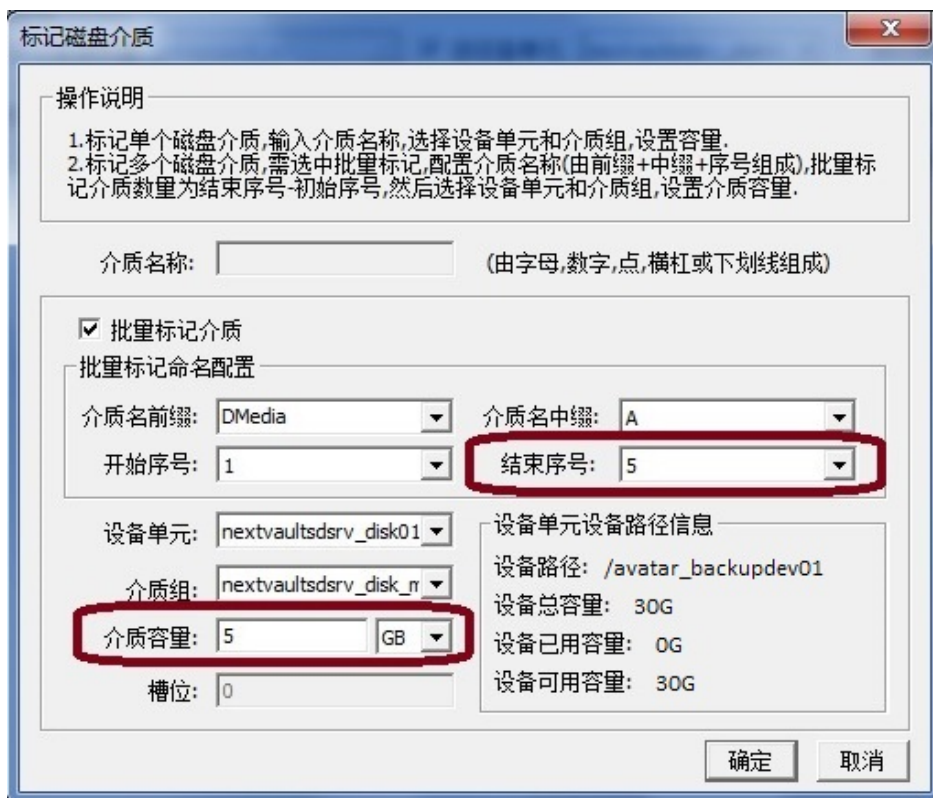 标记磁盘介质
操作说明
1.标记单个磁盘介质,输入介质名称,选择设备单元和介质组,设置容量.
2.标记多个磁盘介质,需选中批量标记,配置介质名称(由前缀+中缀+序号组成),批量标
记介质数量为结束序号-初始序号,然后选择设备单元和介质组,设置介质容量.
介质名称: (由字母,数字,点,横杠或下划线组成)
批量标记介质
批量标记命名配置
介质名前缀: DMedia 介质名中缀: A
开始序号: 1 结束序号: 5
设备单元: nextvaultsdsrv_disk01
介质组: nextvaultsdsrv_disk_m
介质容量: 5 GB
槽位: 0
设备单元设备路径信息
设备路径: /avatar_backupdev01
设备总容量: 30G
设备已用容量: 0G
设备可用容量: 30G
确定 取消